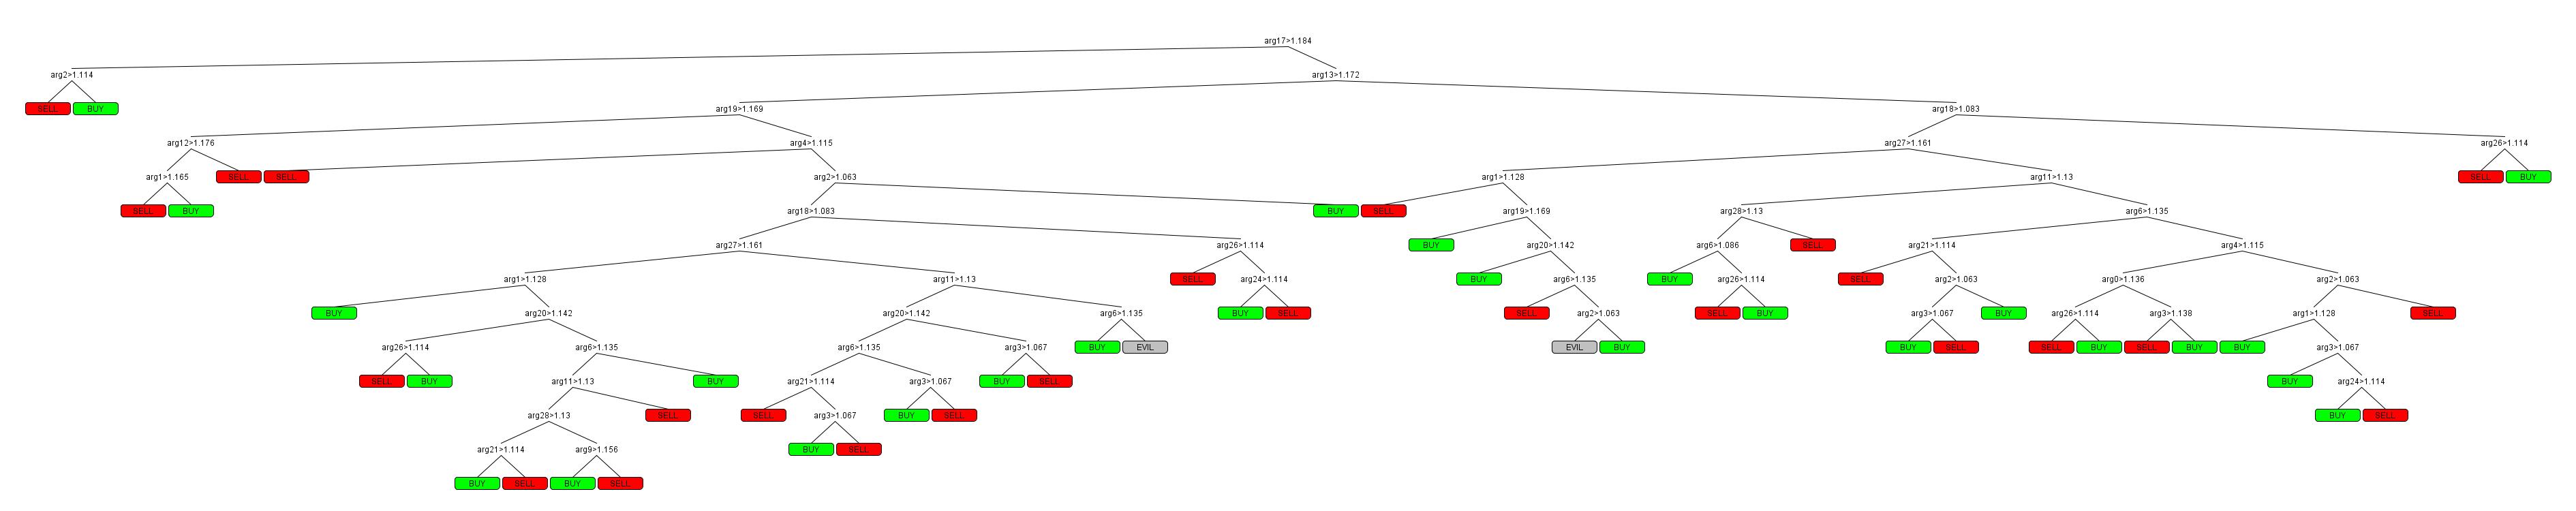 arg17>1.184
arg2>1.114 arg13>1.172
SELL BUY arg19>1.169 arg18>1.083
arg12>1.176 arg4>1.115 arg27>1.161 arg26>1.114
arg1>1.165 SELL SELL arg2>1.063 arg1>1.128 arg11>1.13 SELL BUY
SELL BUY arg18>1.083 BUY SELL arg19>1.169 arg28>1.13 arg6>1.135
arg27>1.161 arg26>1.114 BUY arg20>1.142 arg6>1.086 SELL arg21>1.114 arg4>1.115
arg1>1.128 arg11>1.13 SELL arg24>1.114 BUY arg6>1.135 BUY arg26>1.114 SELL arg2>1.063 arg0>1.136 arg2>1.063
BUY arg20>1.142 arg20>1.142 arg6>1.135 BUY SELL SELL arg2>1.063 SELL BUY arg3>1.067 BUY arg26>1.114 arg3>1.138 arg1>1.128 SELL
arg26>1.114 arg6>1.135 arg6>1.135 arg3>1.067 BUY EVIL EVIL BUY BUY SELL SELL BUY SELL BUY BUY arg3>1.067
SELL BUY arg11>1.13 BUY arg21>1.114 arg3>1.067 BUY SELL BUY arg24>1.114
arg28>1.13 SELL SELL arg3>1.067 BUY SELL BUY SELL
arg21>1.114 arg9>1.156 BUY SELL
BUY SELL BUY SELL